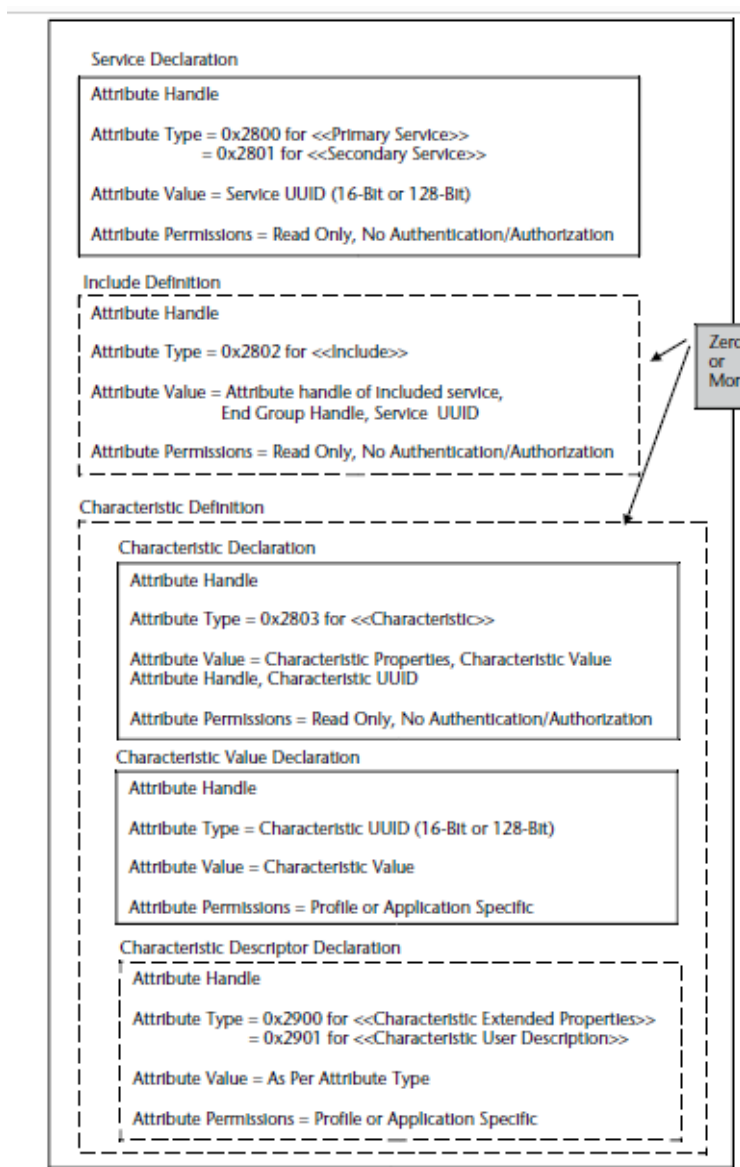 Service Declaration
Attribute Handle
Attribute Type = 0x2800 for <<Primary Service>>
= 0x2801 for <<Secondary Service>>
Attribute Value = Service UUID (16-Bit or 128-Bit)
Attribute Permissions = Read Only, No Authentication/Authorization
Include Definition
Attribute Handle
Attribute Type = 0x2802 for <<Include>>
Attribute Value = Attribute handle of included service,
End Group Handle, Service UUID
Attribute Permissions = Read Only, No Authentication/Authorization
Zero
or
Mor
Characteristic Definition
Characteristic Declaration
Attribute Handle
Attribute Type = 0x2803 for <<Characteristic>>
Attribute Value = Characteristic Properties, Characteristic Value
Attribute Handle, Characteristic UUID
Attribute Permissions = Read Only, No Authentication/Authorization
Characteristic Value Declaration
Attribute Handle
Attribute Type = Characteristic UUID (16-Bit or 128-Bit)
Attribute Value = Characteristic Value
Attribute Permissions = Profile or Application Specific
Characteristic Descriptor Declaration
Attribute Handle
Attribute Type = 0x2900 for <<Characteristic Extended Properties>>
= 0x2901 for <<Characteristic User Description>>
Attribute Value = As Per Attribute Type
Attribute Permissions = Profile or Application Specific